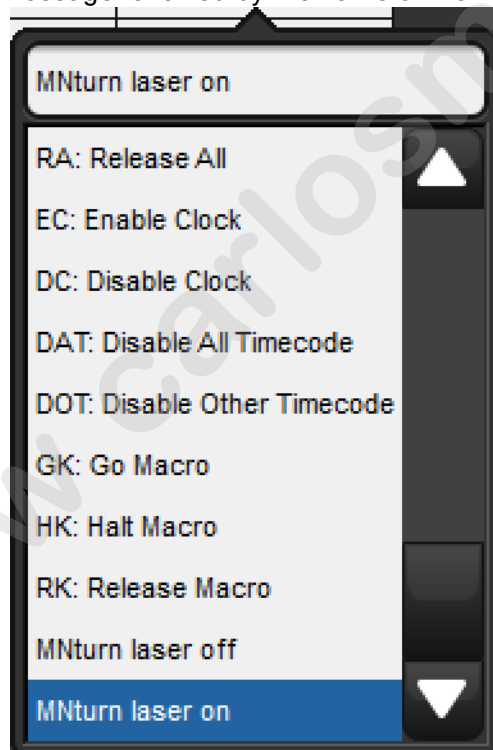 MNturn laser on
RA: Release All
EC: Enable Clock
DC: Disable Clock
DAT: Disable All Timecode
DOT: Disable Other Timecode
GK: Go Macro
HK: Halt Macro
RK: Release Macro
MNturn laser off
MNturn laser on